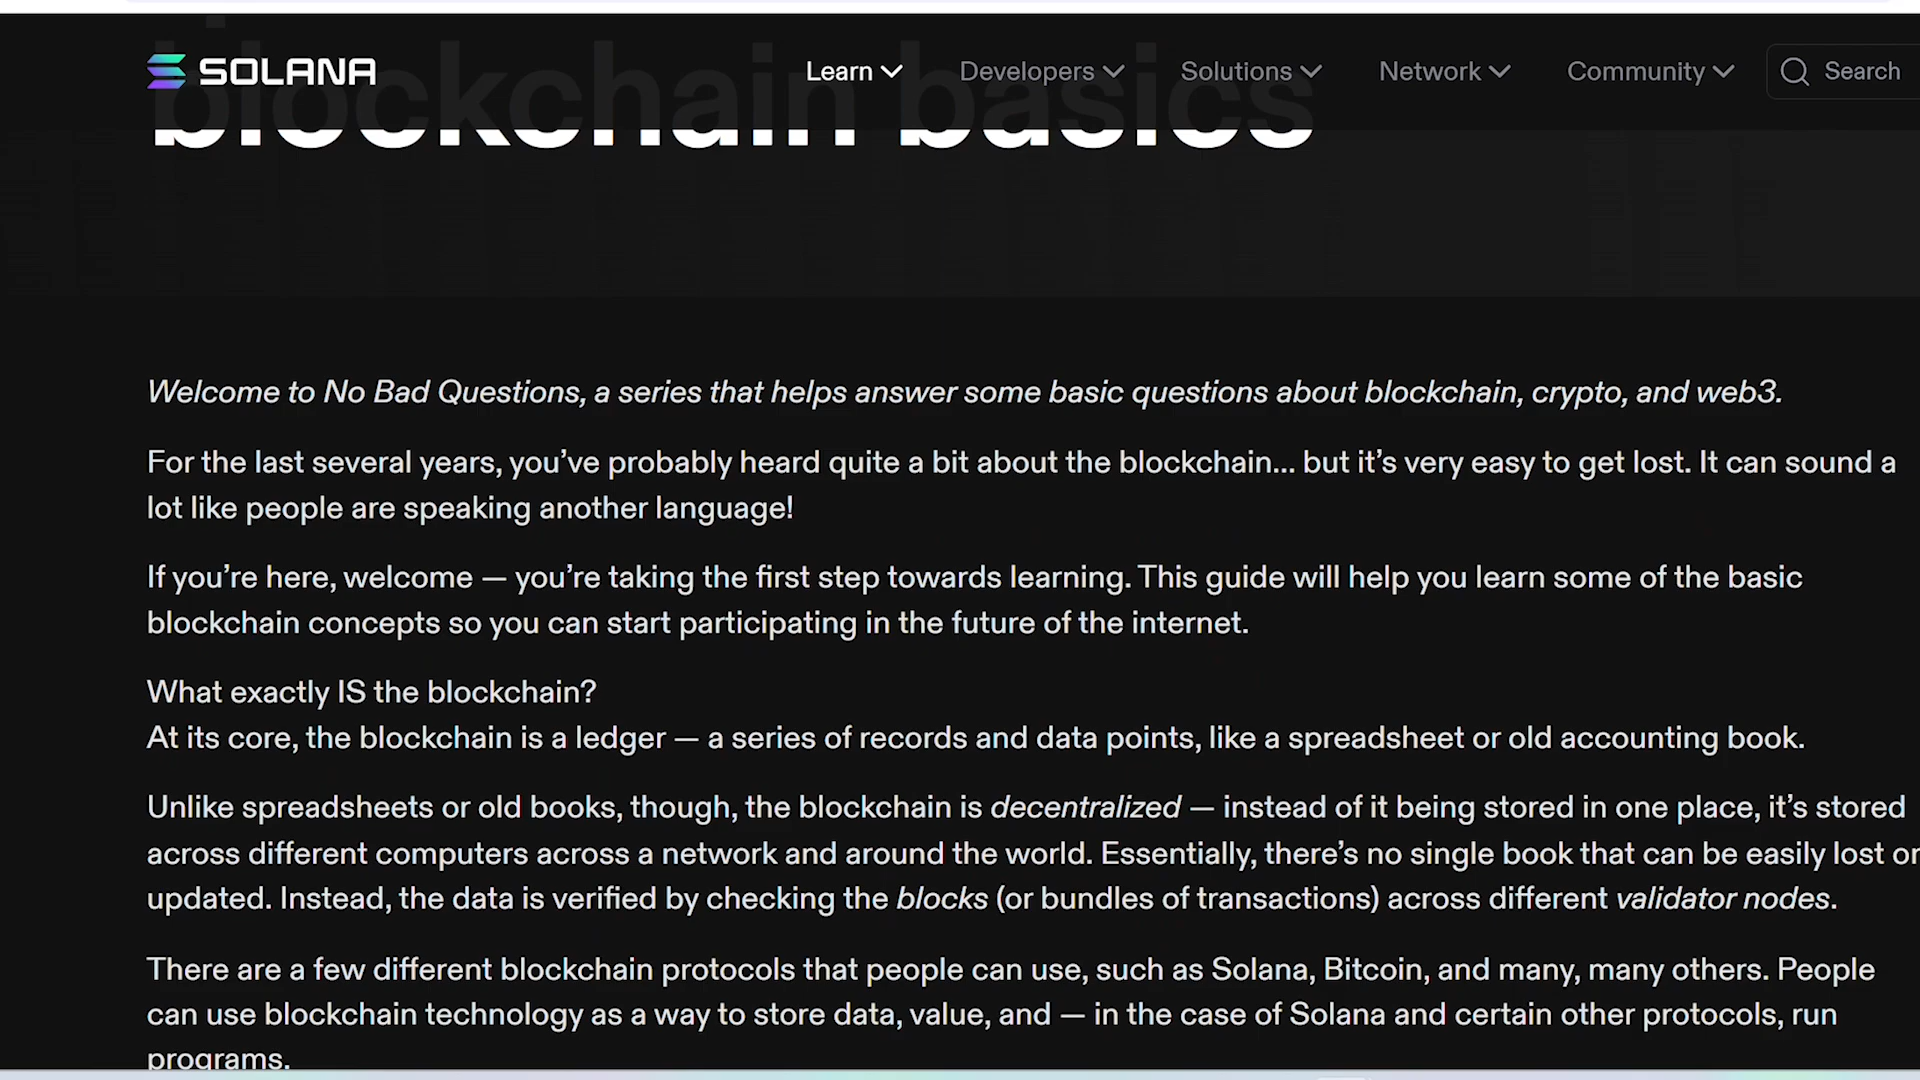 SOLANA
Learn
Developers
Solutions
Network
Community
Search
blockchain basics
Welcome to No Bad Questions, a series that helps answer some basic questions about blockchain, crypto, and web3.
For the last several years, you’ve probably heard quite a bit about the blockchain... but it’s very easy to get lost. It can sound a
lot like people are speaking another language!
If you’re here, welcome — you’re taking the first step towards learning. This guide will help you learn some of the basic
blockchain concepts so you can start participating in the future of the internet.
What exactly IS the blockchain?
At its core, the blockchain is a ledger — a series of records and data points, like a spreadsheet or old accounting book.
Unlike spreadsheets or old books, though, the blockchain is decentralized — instead of it being stored in one place, it’s stored
across different computers across a network and around the world. Essentially, there’s no single book that can be easily lost or
updated. Instead, the data is verified by checking the blocks (or bundles of transactions) across different validator nodes.
There are a few different blockchain protocols that people can use, such as Solana, Bitcoin, and many, many others. People
can use blockchain technology as a way to store data, value, and — in the case of Solana and certain other protocols, run
programs.